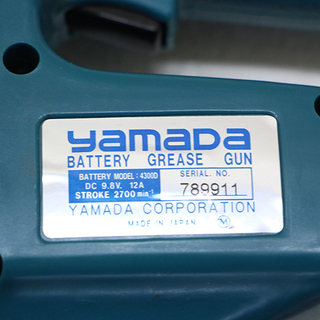 yamada
BATTERY GREASE GUN
BATTERY MODEL: 4300D
DC 9.8V. 12A
STROKE 2700 min⁻¹
SERIAL. NO.
789911
YAMADA CORPORATION
MADE IN JAPAN